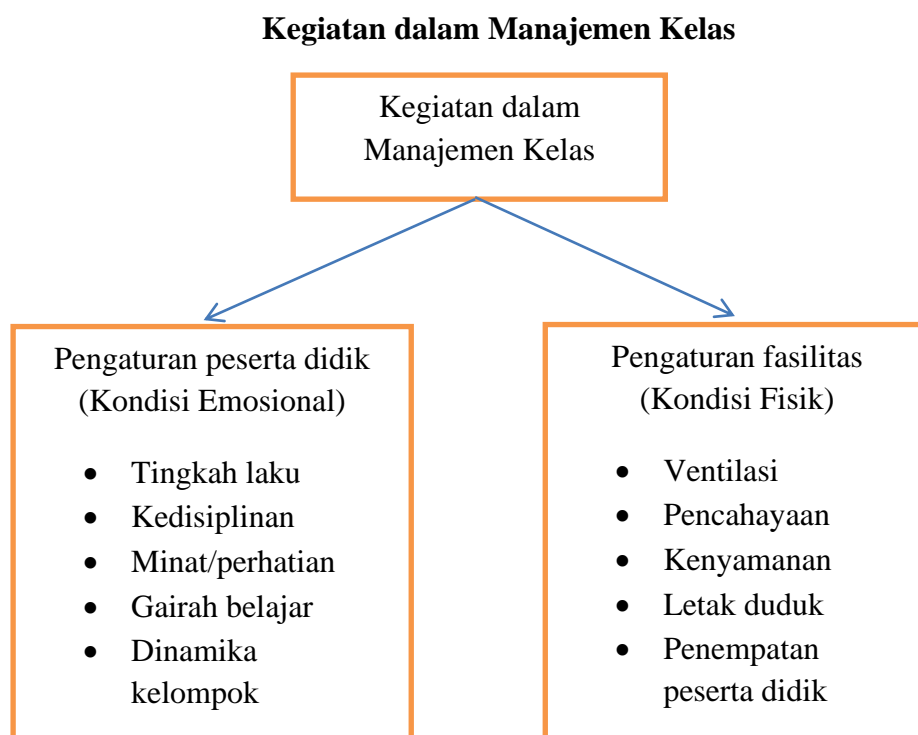 Kegiatan dalam Manajemen Kelas
Kegiatan dalam
Manajemen Kelas
Pengaturan peserta didik
(Kondisi Emosional)
• Tingkah laku
• Kedisiplinan
• Minat/perhatian
• Gairah belajar
• Dinamika
kelompok
Pengaturan fasilitas
(Kondisi Fisik)
• Ventilasi
• Pencahayaan
• Kenyamanan
• Letak duduk
• Penempatan
peserta didik